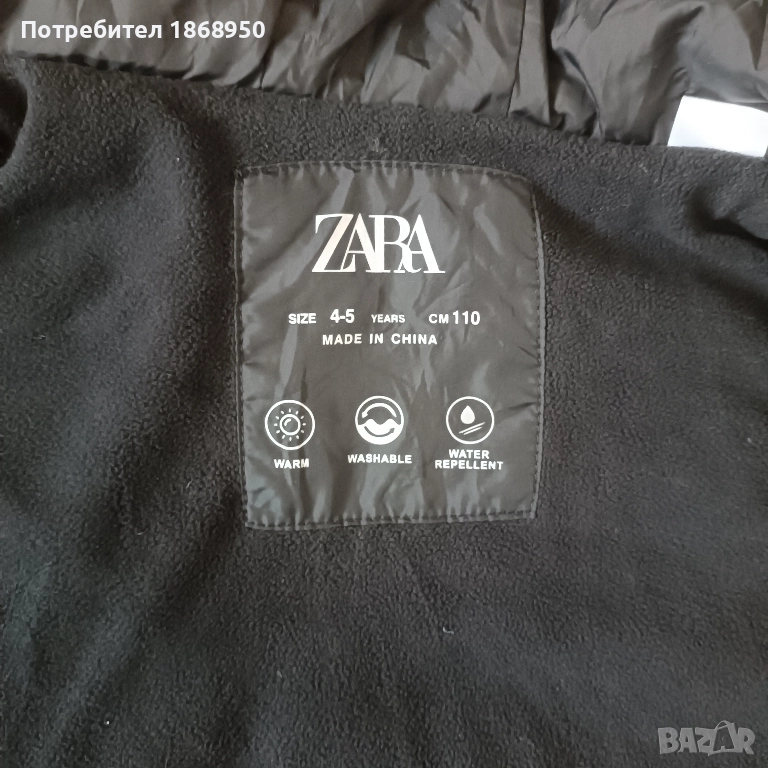 Потребител 1868950
ZARA
SIZE 4-5 YEARS CM 110
MADE IN CHINA
WARM
WASHABLE
WATER
REPELLENT
BAZAR